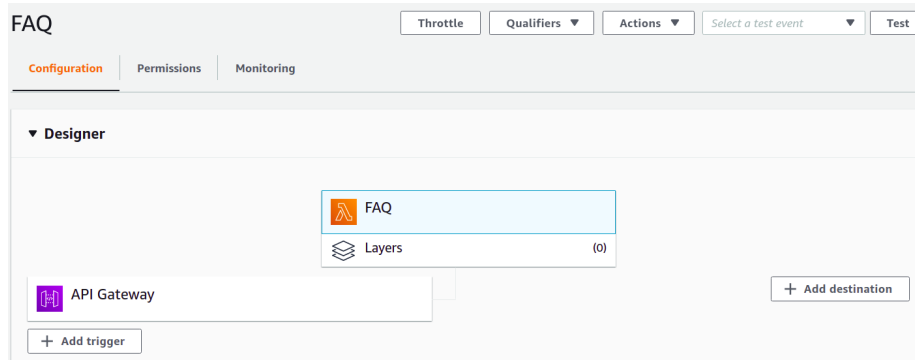 FAQ
Throttle Qualifiers Actions Select a test event Test
Configuration Permissions Monitoring
Designer
FAQ
Layers (0)
API Gateway
+ Add destination
+ Add trigger